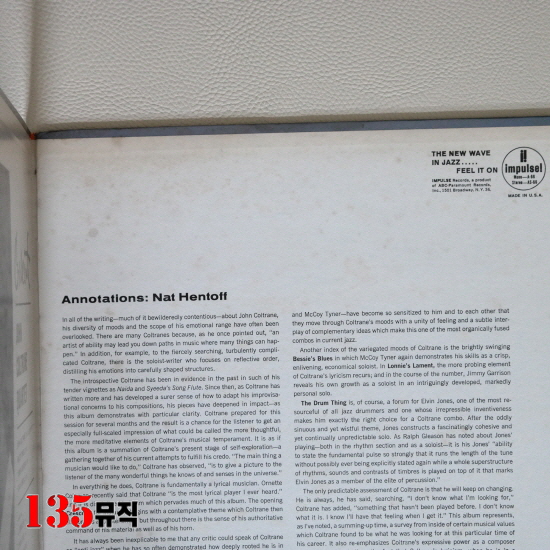 THE NEW WAVE
IN JAZZ.....
FEEL IT ON
impulse!
IMPULSE Records, a product
of ABC-Paramount Records,
Inc., 1501 Broadway, N. Y. 36.
MADE IN U.S.A.
Annotations: Nat Hentoff
In all of the writing—much of it bewilderedly contentious—about John Coltrane,
his diversity of moods and the scope of his emotional range have often been
overlooked. There are many Coltranes because, as he once pointed out, "an
artist of ability may lead you down paths in music where many things can hap-
pen." In addition, for example, to the fiercely searching, turbulently compli-
cated Coltrane, there is the soloist-writer who focuses on reflective order,
distilling his emotions into carefully shaped structures.
The introspective Coltrane has been in evidence in the past in such of his
tender vignettes as Naida and Syeeda's Song Flute. Since then, as Coltrane has
written more and has developed a surer sense of how to adapt his improvisa-
tional concerns to his compositions, his pieces have deepened in impact—as
this album demonstrates with particular clarity. Coltrane prepared for this
session for several months and the result is a chance for the listener to get an
especially full-scaled impression of what could be called the more thoughtful,
the more meditative elements of Coltrane's musical temperament. It is as if
this album is a summation of Coltrane's present stage of self-exploration—a
gathering together of his current attempts to fulfill his credo. "The main thing a
musician would like to do," Coltrane has observed, "is to give a picture to the
listener of the many wonderful things he knows of and senses in the universe."
In everything he does, Coltrane is fundamentally a lyrical musician. Ornette
recently said that Coltrane "is the most lyrical player I ever heard."
which pervades much of this album. The opening
with a contemplative theme which Coltrane then
but throughout there is the sense of his authoritative
command of his material as well as of his horn.
It has always been inexplicable to me that any critic could speak of Coltrane
when he has so often demonstrated how deeply rooted he is in
and McCoy Tyner—have become so sensitized to him and to each other that
they move through Coltrane's moods with a unity of feeling and a subtle inter-
play of complementary ideas which make this one of the most organically fused
combos in current jazz.
Another index of the variegated moods of Coltrane is the brightly swinging
Bessie's Blues in which McCoy Tyner again demonstrates his skills as a crisp,
enlivening, economical soloist. In Lonnie's Lament, the more probing element
of Coltrane's lyricism recurs; and in the course of the number, Jimmy Garrison
reveals his own growth as a soloist in an intriguingly developed, markedly
personal solo.
The Drum Thing is, of course, a forum for Elvin Jones, one of the most re-
sourceful of all jazz drummers and one whose irrepressible inventiveness
makes him exactly the right choice for a Coltrane combo. After the oddly
sinuous and yet wistful theme, Jones constructs a fascinatingly cohesive and
yet continually unpredictable solo. As Ralph Gleason has noted about Jones'
playing—both in the rhythm section and as a soloist—It is his Jones' "ability
to state the fundamental pulse so strongly that it runs the length of the tune
without possibly ever being explicitly stated again while a whole superstructure
of rhythms, sounds and contrasts of timbres is played on top of it that marks
Elvin Jones as a member of the elite of percussion."
The only predictable assessment of Coltrane is that he will keep on changing.
He is always, he has said, searching. "I don't know what I'm looking for,"
Coltrane has added, "something that hasn't been played before. I don't know
what it is. I know I'll have that feeling when I get it." This album represents,
as I've noted, a summing-up time, a survey from inside of certain musical values
which Coltrane found to be what he was looking for at this particular time of
his career. It also re-emphasizes Coltrane's expressive power as a composer
135뮤직